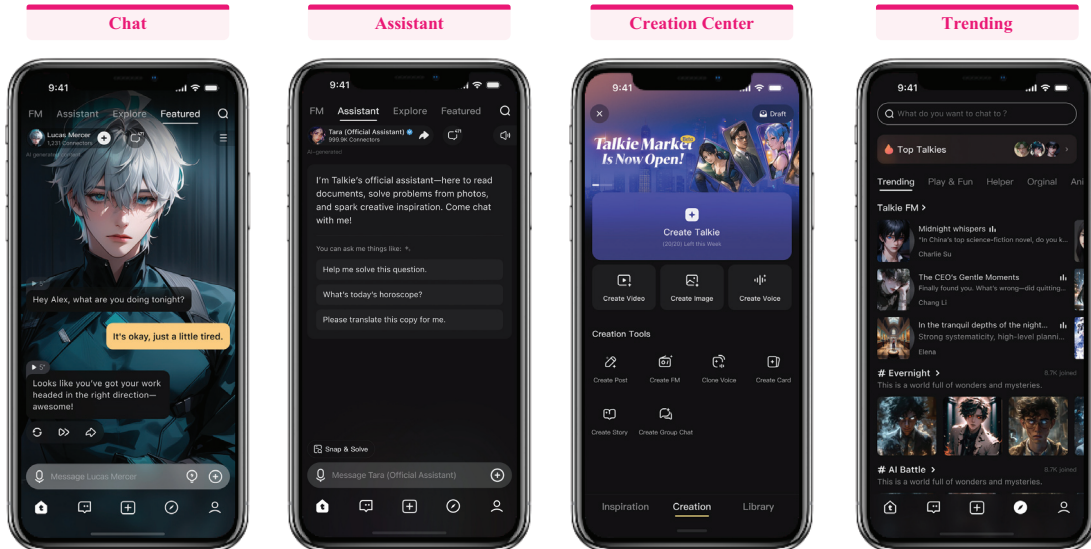 Chat
Assistant
Creation Center
Trending
9:41
FM Assistant Explore Featured
Lucas Mercer
1,231 Connectors
AI generated content
5"
Hey Alex, what are you doing tonight?
It's okay, just a little tired.
5"
Looks like you've got your work
headed in the right direction—
awesome!
Message Lucas Mercer
9:41
FM Assistant Explore Featured
Tara (Official Assistant)
999.9K Connectors
AI-generated
I'm Talkie's official assistant—here to read
documents, solve problems from photos,
and spark creative inspiration. Come chat
with me!
You can ask me things like:
Help me solve this question.
What's today's horoscope?
Please translate this copy for me.
Snap & Solve
Message Tara (Official Assistant)
9:41
Draft
Talkie Market
Beta
Is Now Open!
Create Talkie
(20/20) Left this Week
Create Video Create Image Create Voice
Creation Tools
Create Post Create FM Clone Voice Create Card
Create Story Create Group Chat
Inspiration Creation Library
9:41
What do you want to chat to ?
Top Talkies
Trending Play & Fun Helper Orginal Ani
Talkie FM >
Midnight whispers
"In China's top science-fiction novel, do you k...
Charlie Su
The CEO's Gentle Moments
Finally found you. What's wrong—did quitting...
Chang Li
In the tranquil depths of the night...
Strong systematicity, high-level planni...
Elena
# Evernight > 8.7K joined
This is a world full of wonders and mysteries.
# AI Battle > 8.7K joined
This is a world full of wonders and mysteries.